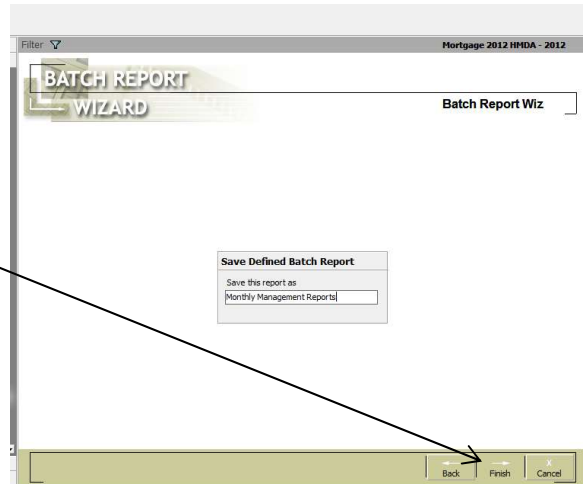 Filter
Mortgage 2012 HMDA - 2012
BATCH REPORT
WIZARD
Batch Report Wiz
Save Defined Batch Report
Save this report as
Monthly Management Reports
Back
Finish
X
Cancel